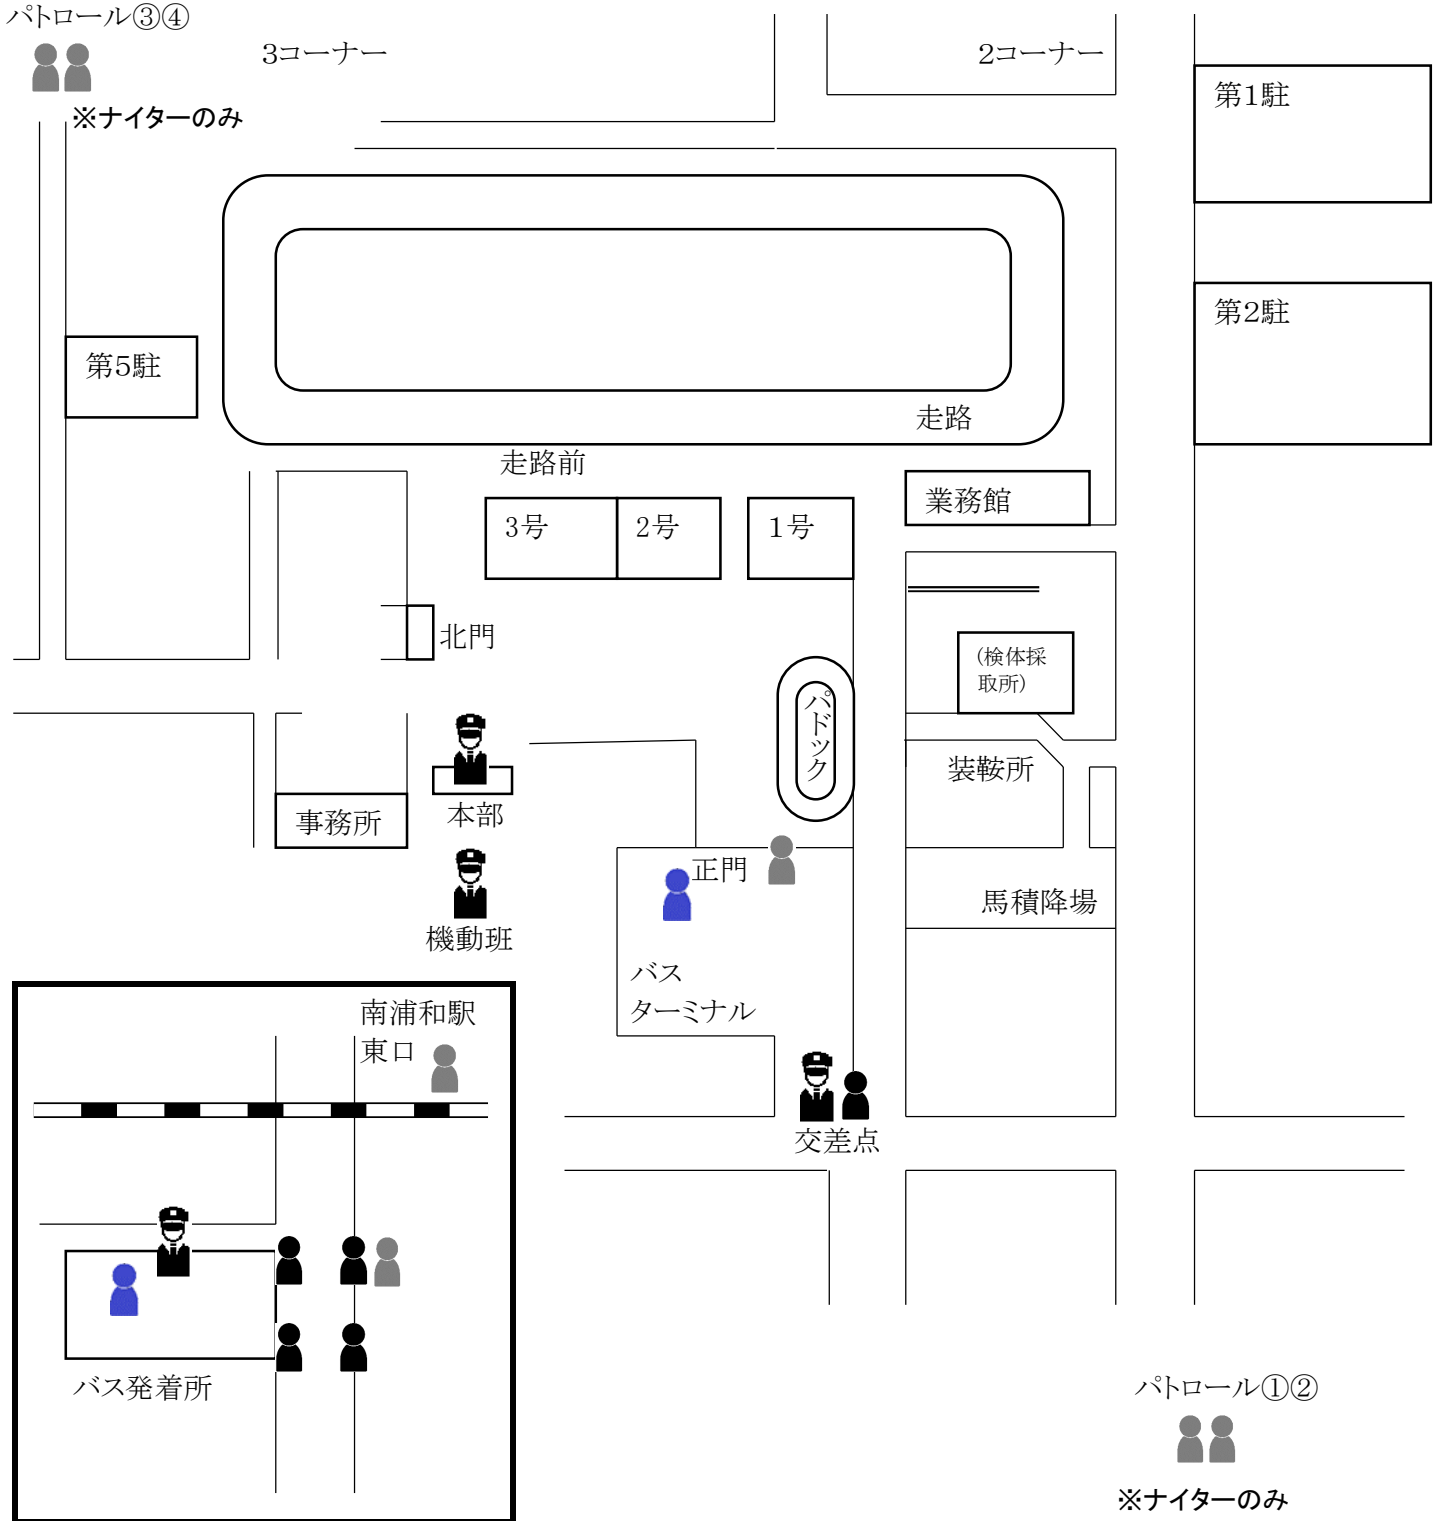 パトロール③④
3コーナー
2コーナー
※ナイターのみ
第1駐
第2駐
第5駐
走路
走路前
業務館
3号
2号
1号
北門
(検体採
取所)
パドック
装鞍所
本部
事務所
正門
馬積降場
機動班
バス
ターミナル
南浦和駅
東口
交差点
バス発着所
パトロール①②
※ナイターのみ